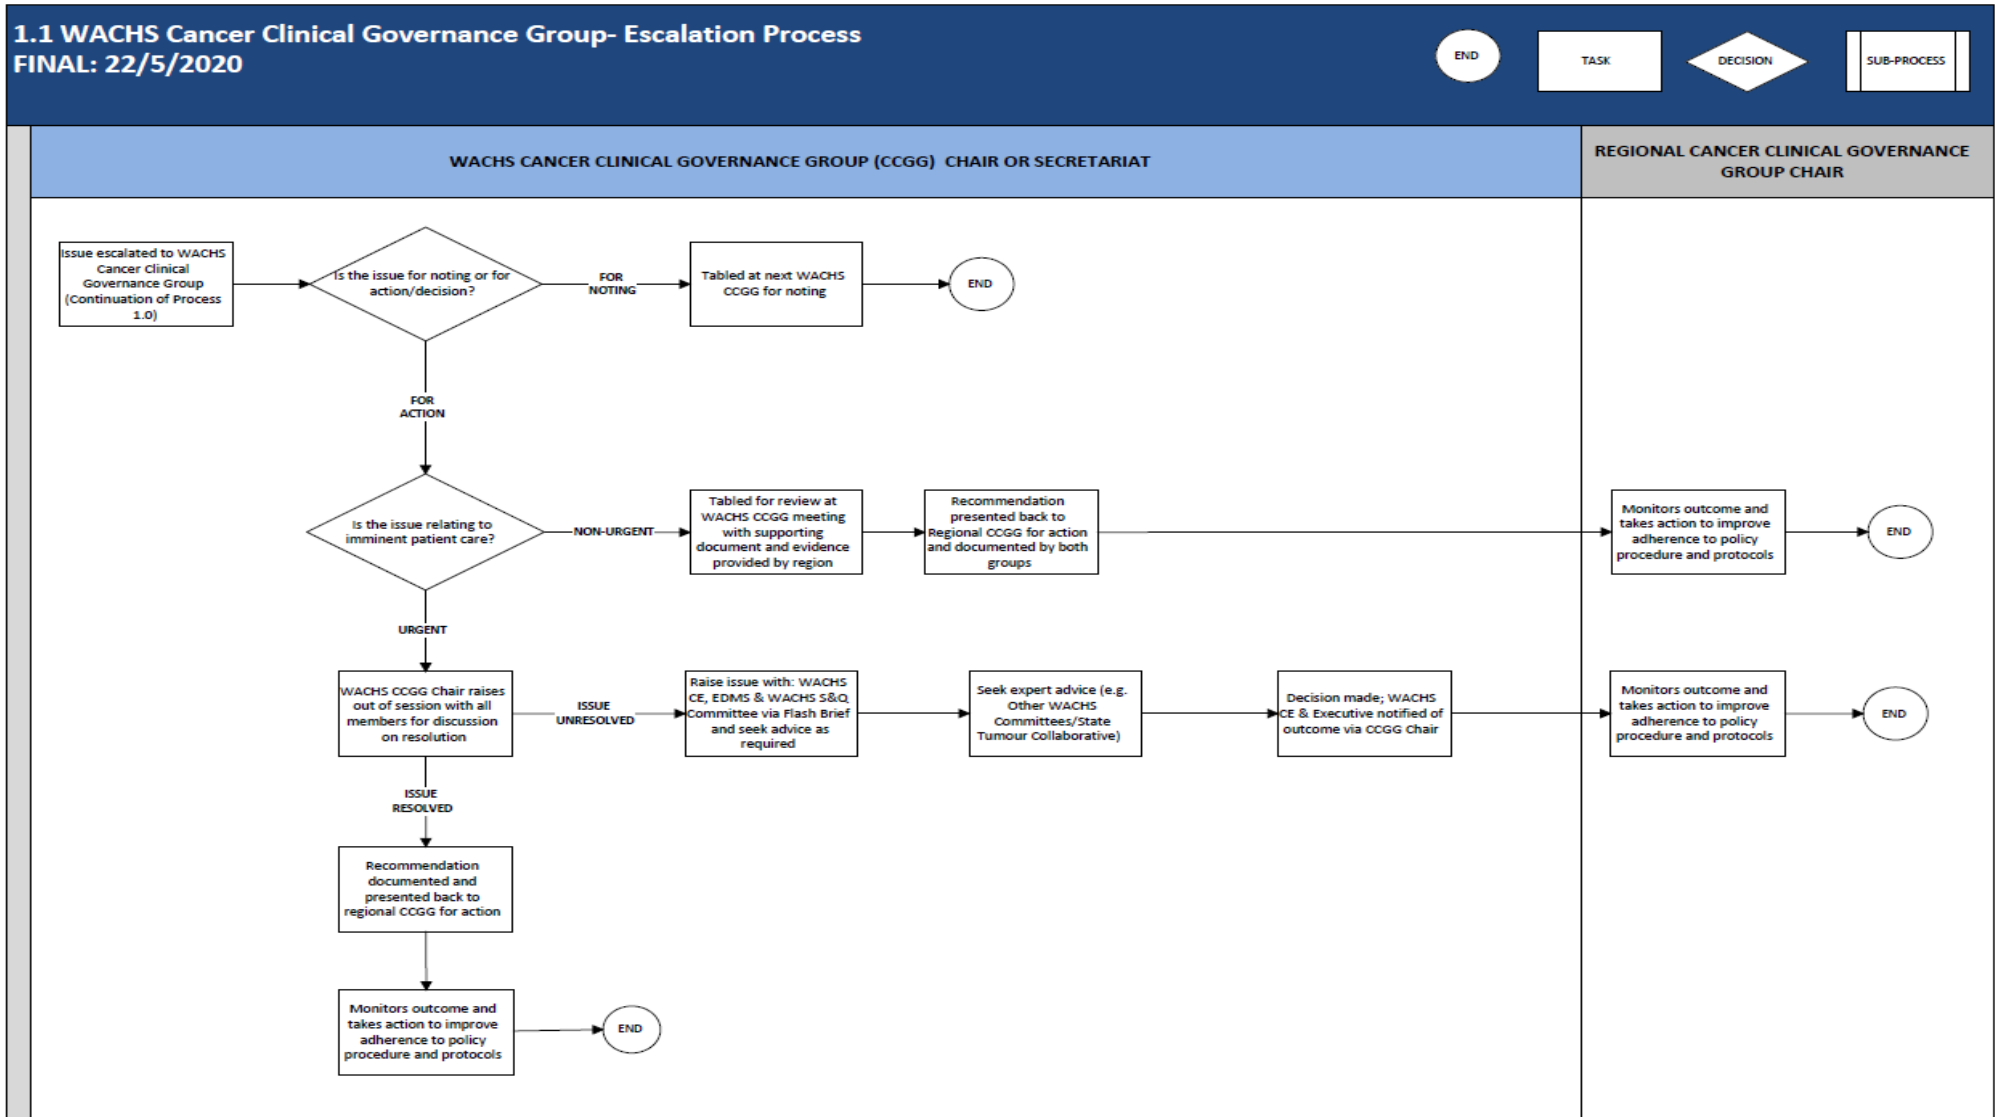 1.1 WACHS Cancer Clinical Governance Group- Escalation Process
FINAL: 22/5/2020
END
TASK
DECISION
SUB-PROCESS
WACHS CANCER CLINICAL GOVERNANCE GROUP (CCGG) CHAIR OR SECRETARIAT
REGIONAL CANCER CLINICAL GOVERNANCE
GROUP CHAIR
Issue escalated to WACHS
Cancer Clinical
Governance Group
(Continuation of Process
1.0)
Is the issue for noting or for
action/decision?
FOR
NOTING
Tabled at next WACHS
CCGG for noting
END
FOR
ACTION
Is the issue relating to
imminent patient care?
NON-URGENT
Tabled for review at
WACHS CCGG meeting
with supporting
document and evidence
provided by region
Recommendation
presented back to
Regional CCGG for action
and documented by both
groups
Monitors outcome and
takes action to improve
adherence to policy
procedure and protocols
END
URGENT
WACHS CCGG Chair raises
out of session with all
members for discussion
on resolution
ISSUE
UNRESOLVED
Raise issue with: WACHS
CE, EDMS & WACHS S&Q
Committee via Flash Brief
and seek advice as
required
Seek expert advice (e.g.
Other WACHS
Committees/State
Tumour Collaborative)
Decision made; WACHS
CE & Executive notified of
outcome via CCGG Chair
Monitors outcome and
takes action to improve
adherence to policy
procedure and protocols
END
ISSUE
RESOLVED
Recommendation
documented and
presented back to
regional CCGG for action
Monitors outcome and
takes action to improve
adherence to policy
procedure and protocols
END